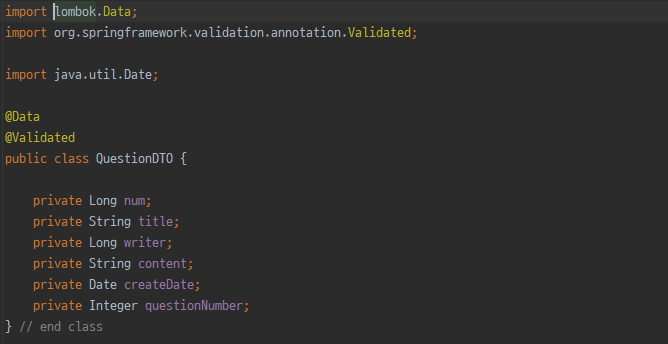 import lombok.Data;
import org.springframework.validation.annotation.Validated;
import java.util.Date;
@Data
@Validated
public class QuestionDTO {
private Long num;
private String title;
private Long writer;
private String content;
private Date createDate;
private Integer questionNumber;
} // end class